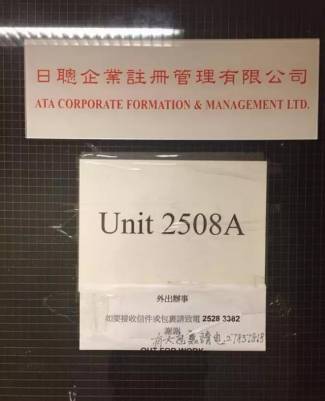 日聰企業註冊管理有限公司
ATA CORPORATE FORMATION & MANAGEMENT LTD.
Unit 2508A
外出辦事
如要接收信件或包裹請致電 2528 3382
謝謝
請電
OUT FOR WORK